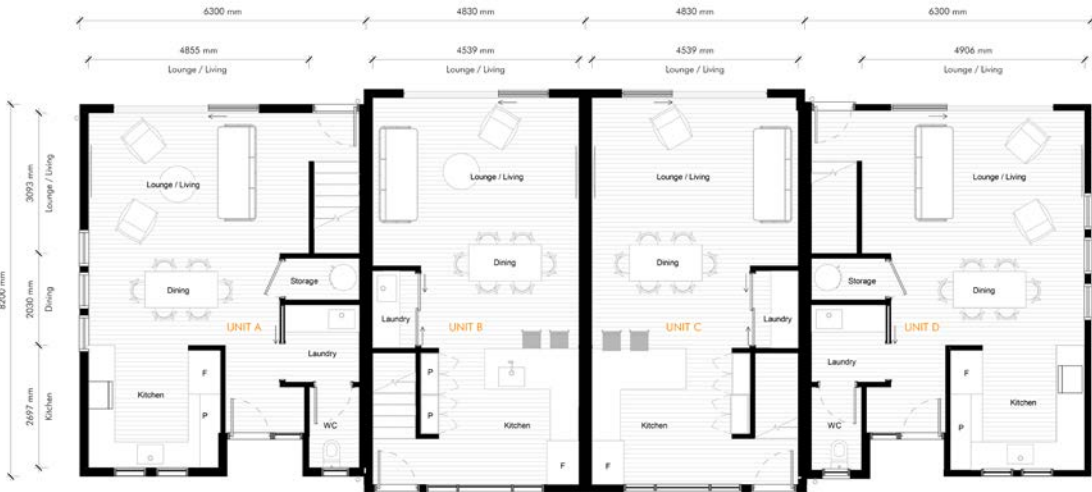 6300 mm
4830 mm
4830 mm
6300 mm
4855 mm
Lounge / Living
4539 mm
Lounge / Living
4539 mm
Lounge / Living
4906 mm
Lounge / Living
8200 mm
3093 mm
Lounge / Living
2030 mm
Dining
2697 mm
Kitchen
Lounge / Living
Dining
Storage
UNIT A
Laundry
Kitchen
F
P
WC
Lounge / Living
Dining
Laundry
UNIT B
P
P
Kitchen
F
Lounge / Living
Dining
UNIT C
Laundry
Kitchen
F
Lounge / Living
Storage
Dining
UNIT D
Laundry
F
Kitchen
P
WC